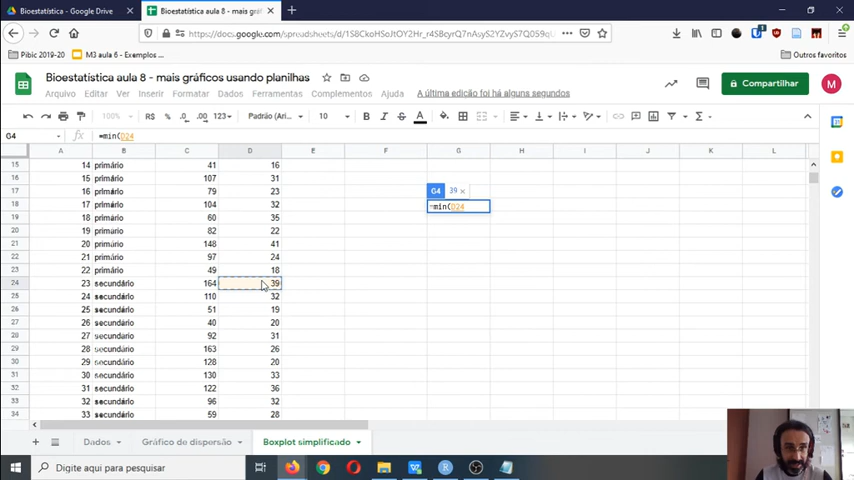 Bioestatística – Google Drive
Bioestatística aula 8 - mais gráf
https://docs.google.com/spreadsheets/d/1S8CkoHSoJtOY2Hr_r4SBcyrQ7nAsyS2YZvyS7Q059qU
Pibic 2019-20
M3 aula 6 - Exemplos ...
Outros favoritos
Bioestatística aula 8 - mais gráficos usando planilhas
Compartilhar
M
Arquivo Editar Ver Inserir Formatar Dados Ferramentas Complementos Ajuda A última edição foi há alguns segundos
100% R$ % .0 .00 123 Padrão (Ari... 10 B I S A
G4 fx =min(D24
A B C D E F G H I J K L
15 14 primário 41 16
16 15 primário 107 31
17 16 primário 79 23
G4 39 ×
18 17 primário 104 32
=min(D24
19 18 primário 60 35
20 19 primário 82 22
21 20 primário 148 41
22 21 primário 97 24
23 22 primário 49 18
24 23 secundário 164 39
25 24 secundário 110 32
26 25 secundário 51 19
27 26 secundário 40 20
28 27 secundário 92 31
29 28 secundário 163 26
30 29 secundário 128 20
31 30 secundário 130 33
32 31 secundário 122 36
33 32 secundário 96 32
34 33 secundário 59 28
Dados Gráfico de dispersão Boxplot simplificado
Digite aqui para pesquisar
R